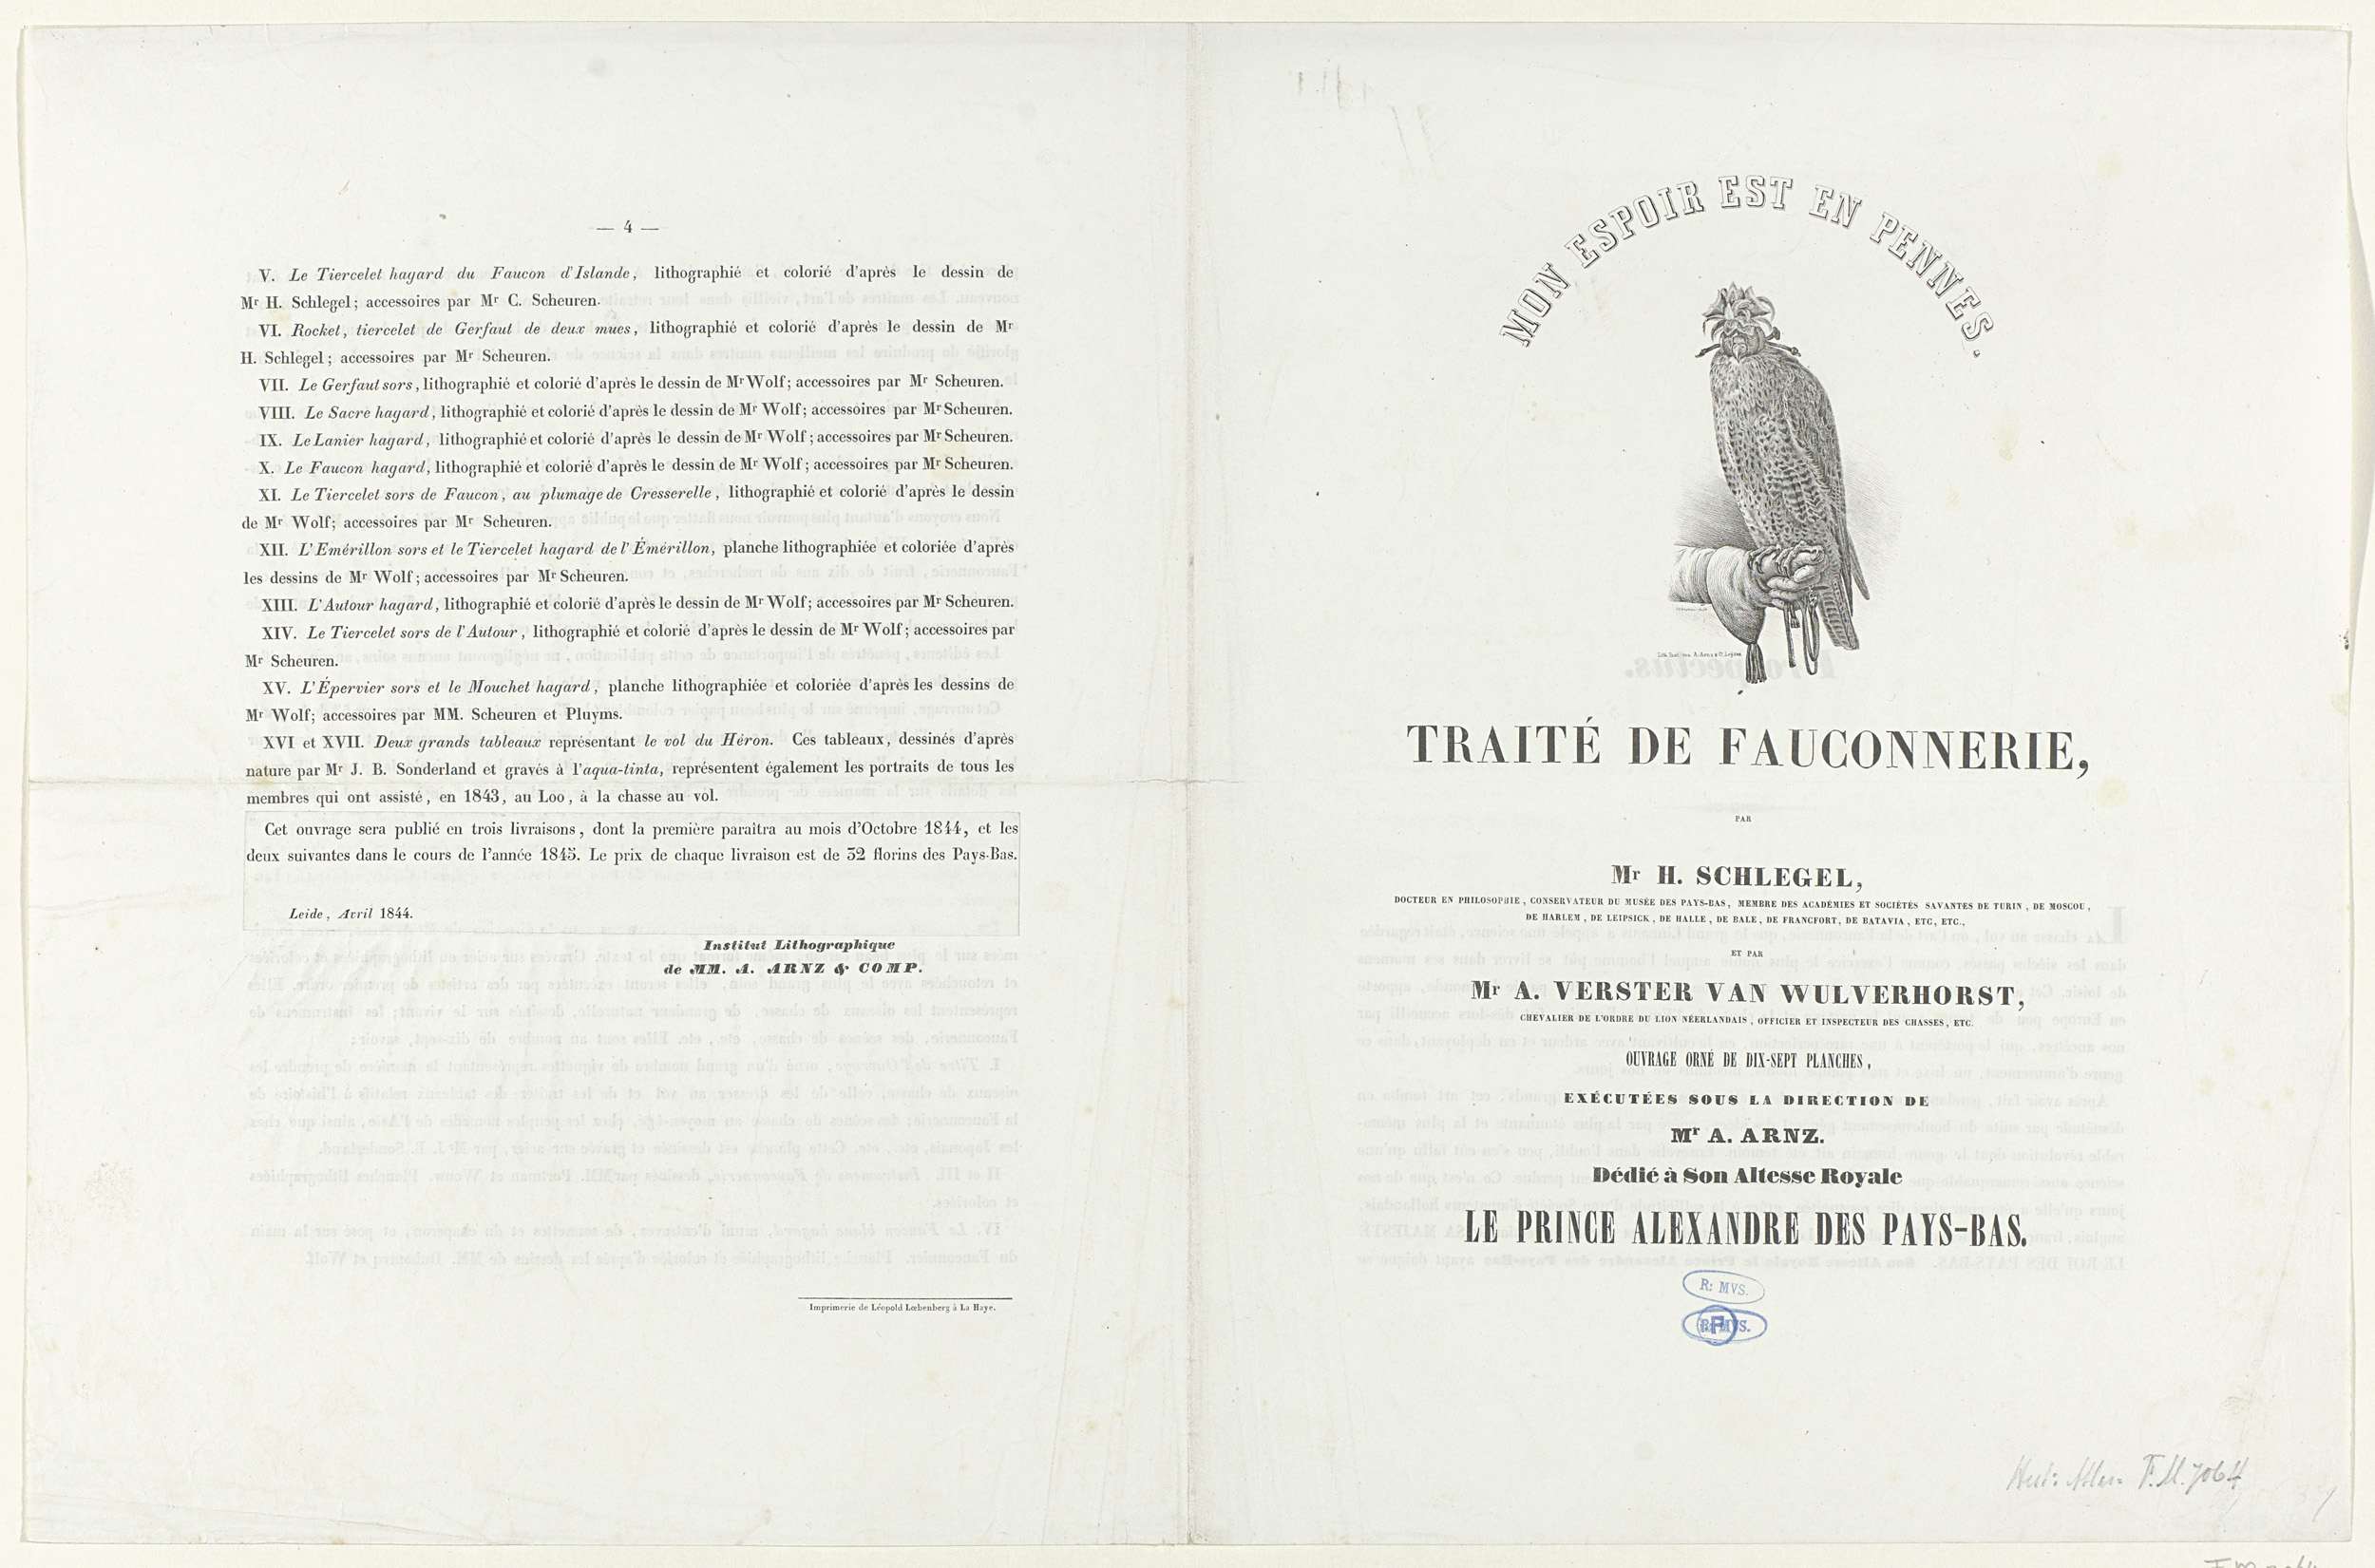 — 4 —
V. Le Tiercelet hagard du Faucon d'Islande, lithographié et colorié d'après le dessin de
Mr H. Schlegel; accessoires par Mr C. Scheuren.
VI. Rocket, tiercelet de Gerfaut de deux mues, lithographié et colorié d'après le dessin de Mr
H. Schlegel; accessoires par Mr Scheuren.
VII. Le Gerfaut sors, lithographié et colorié d'après le dessin de Mr Wolf; accessoires par Mr Scheuren.
VIII. Le Sacre hagard, lithographié et colorié d'après le dessin de Mr Wolf; accessoires par Mr Scheuren.
IX. Le Lanier hagard, lithographié et colorié d'après le dessin de Mr Wolf; accessoires par Mr Scheuren.
X. Le Faucon hagard, lithographié et colorié d'après le dessin de Mr Wolf; accessoires par Mr Scheuren.
XI. Le Tiercelet sors de Faucon, au plumage de Cresserelle, lithographié et colorié d'après le dessin
de Mr Wolf; accessoires par Mr Scheuren.
XII. L'Emérillon sors et le Tiercelet hagard de l'Émérillon, planche lithographiée et coloriée d'après
les dessins de Mr Wolf; accessoires par Mr Scheuren.
XIII. L'Autour hagard, lithographié et colorié d'après le dessin de Mr Wolf; accessoires par Mr Scheuren.
XIV. Le Tiercelet sors de l'Autour, lithographié et colorié d'après le dessin de Mr Wolf; accessoires par
Mr Scheuren.
XV. L'Épervier sors et le Mouchet hagard, planche lithographiée et coloriée d'après les dessins de
Mr Wolf; accessoires par MM. Scheuren et Pluyms.
XVI et XVII. Deux grands tableaux représentant le vol du Héron. Ces tableaux, dessinés d'après
nature par Mr J. B. Sonderland et gravés à l'aqua-tinta, représentent également les portraits de tous les
membres qui ont assisté, en 1843, au Loo, à la chasse au vol.
Cet ouvrage sera publié en trois livraisons, dont la première paraîtra au mois d'Octobre 1844, et les
deux suivantes dans le cours de l'année 1845. Le prix de chaque livraison est de 32 florins des Pays-Bas.
Leide, Avril 1844.
Institut Lithographique
de MM. A. ARNZ & COMP.
Imprimerie de Léopold Lœbenberg à La Haye.
MON ESPOIR EST EN PENNES.
TRAITÉ DE FAUCONNERIE,
PAR
Mr H. SCHLEGEL,
DOCTEUR EN PHILOSOPHIE, CONSERVATEUR DU MUSÉE DES PAYS-BAS, MEMBRE DES ACADÉMIES ET SOCIÉTÉS SAVANTES DE TURIN, DE MOSCOU,
DE HARLEM, DE LEIPSICK, DE HALLE, DE BALE, DE FRANCFORT, DE BATAVIA, ETC, ETC.,
ET PAR
Mr A. VERSTER VAN WULVERHORST,
CHEVALIER DE L'ORDRE DU LION NÉERLANDAIS, OFFICIER ET INSPECTEUR DES CHASSES, ETC.
OUVRAGE ORNÉ DE DIX-SEPT PLANCHES,
EXÉCUTÉES SOUS LA DIRECTION DE
Mr A. ARNZ.
Dédié à Son Altesse Royale
LE PRINCE ALEXANDRE DES PAYS-BAS.
R: MVS.
R: MVS.
F.M. 7064